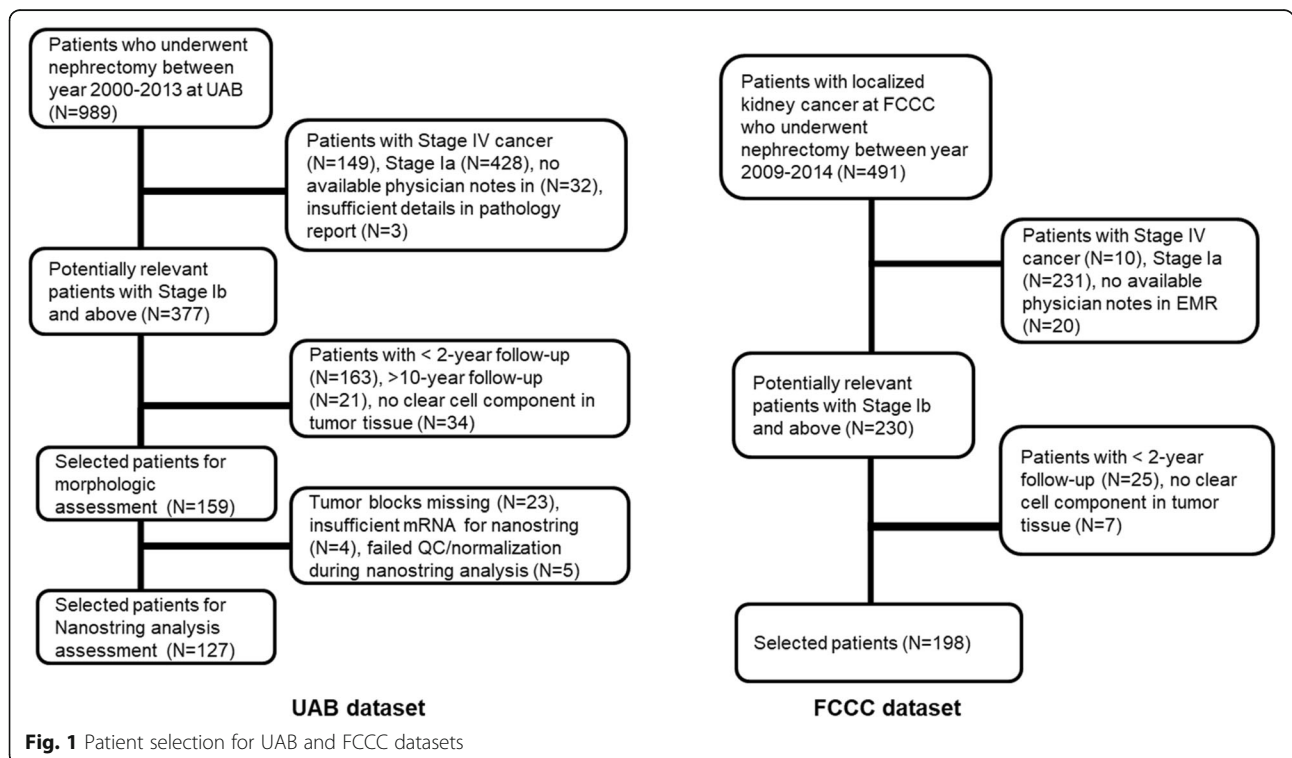 Patients who underwent
nephrectomy between
year 2000-2013 at UAB
(N=989)
Patients with Stage IV cancer
(N=149), Stage Ia (N=428), no
available physician notes in (N=32),
insufficient details in pathology
report (N=3)
Potentially relevant
patients with Stage Ib
and above (N=377)
Patients with < 2-year follow-up
(N=163), >10-year follow-up
(N=21), no clear cell component in
tumor tissue (N=34)
Selected patients for
morphologic
assessment (N=159)
Tumor blocks missing (N=23),
insufficient mRNA for nanostring
(N=4), failed QC/normalization
during nanostring analysis (N=5)
Selected patients for
Nanostring analysis
assessment (N=127)
UAB dataset
Patients with localized
kidney cancer at FCCC
who underwent
nephrectomy between year
2009-2014 (N=491)
Patients with Stage IV
cancer (N=10), Stage Ia
(N=231), no available
physician notes in EMR
(N=20)
Potentially relevant
patients with Stage Ib
and above (N=230)
Patients with < 2-year
follow-up (N=25), no clear
cell component in tumor
tissue (N=7)
Selected patients (N=198)
FCCC dataset
Fig. 1 Patient selection for UAB and FCCC datasets